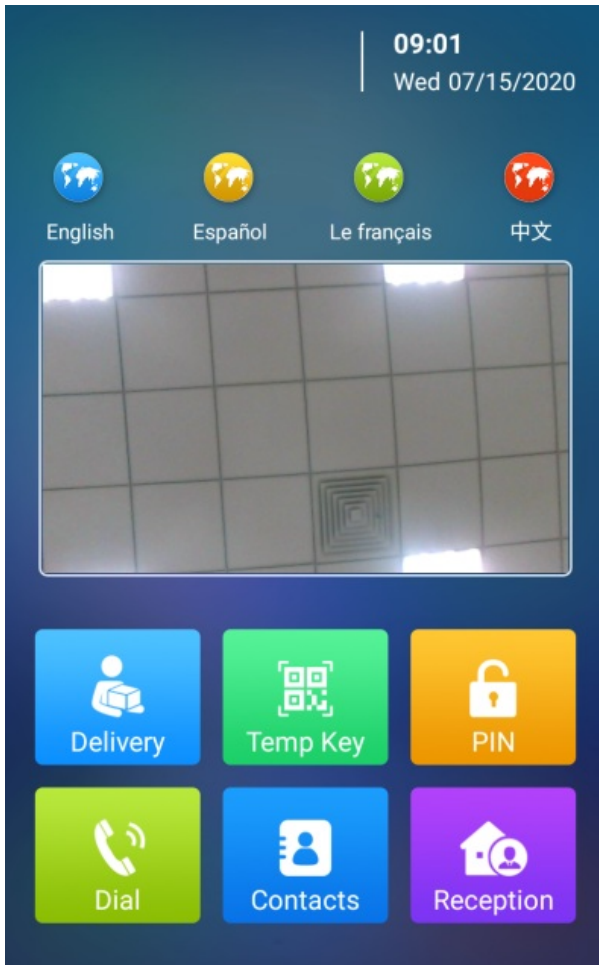 09:01
Wed 07/15/2020
English
Español
Le français
中文
Delivery
Temp Key
PIN
Dial
Contacts
Reception